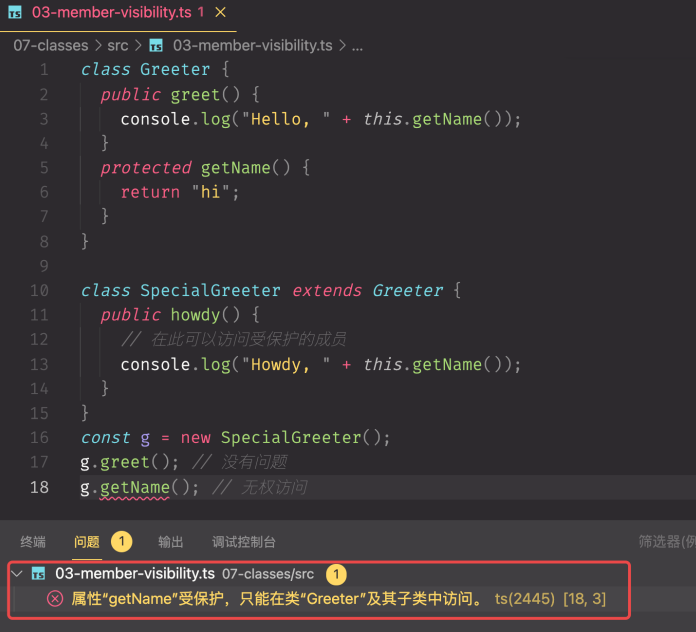 TS 03-member-visibility.ts 1 ×
07-classes > src > TS 03-member-visibility.ts > ...
1 class Greeter {
2   public greet() {
3     console.log("Hello, " + this.getName());
4   }
5   protected getName() {
6     return "hi";
7   }
8 }
9
10 class SpecialGreeter extends Greeter {
11   public howdy() {
12     // 在此可以访问受保护的成员
13     console.log("Howdy, " + this.getName());
14   }
15 }
16 const g = new SpecialGreeter();
17 g.greet(); // 没有问题
18 g.getName(); // 无权访问
终端 问题 1 输出 调试控制台 筛选器(例
TS 03-member-visibility.ts 07-classes/src 1
属性“getName”受保护，只能在类“Greeter”及其子类中访问。 ts(2445) [18, 3]